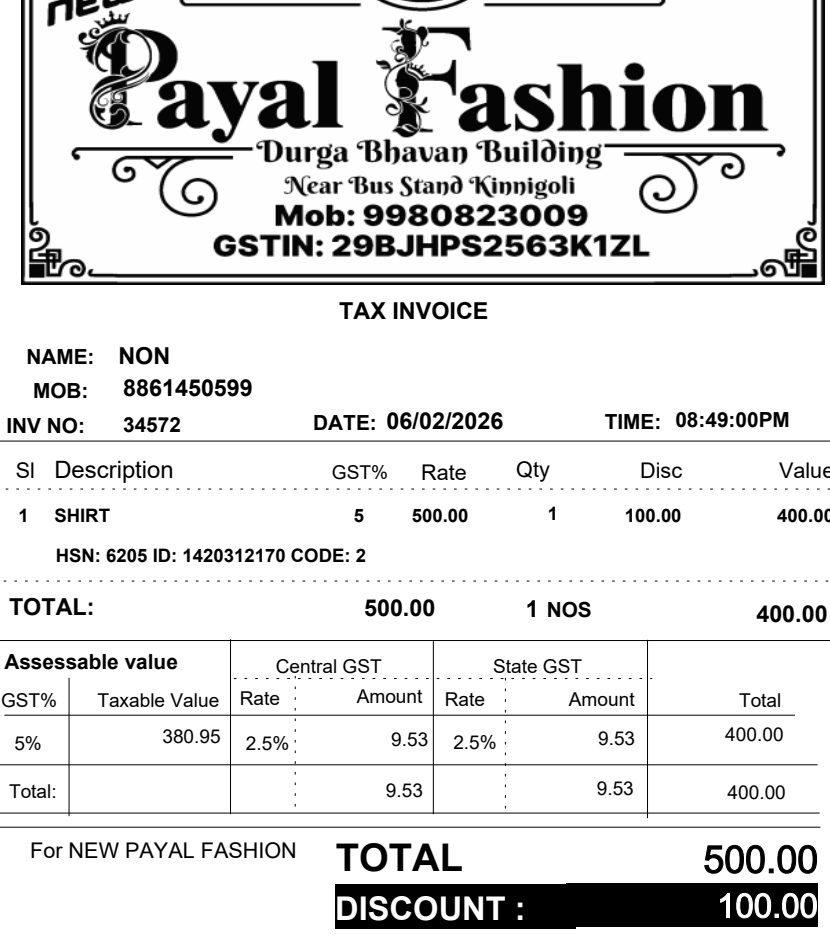 new
Payal Fashion
Durga Bhavan Building
Near Bus Stand Kinnigoli
Mob: 9980823009
GSTIN: 29BJHPS2563K1ZL
TAX INVOICE
NAME: NON
MOB: 8861450599
INV NO: 34572 DATE: 06/02/2026 TIME: 08:49:00PM
Sl Description GST% Rate Qty Disc Value
1 SHIRT 5 500.00 1 100.00 400.00
HSN: 6205 ID: 1420312170 CODE: 2
TOTAL: 500.00 1 NOS 400.00
Assessable value Central GST State GST
GST% Taxable Value Rate Amount Rate Amount Total
5% 380.95 2.5% 9.53 2.5% 9.53 400.00
Total: 9.53 9.53 400.00
For NEW PAYAL FASHION TOTAL 500.00
DISCOUNT : 100.00